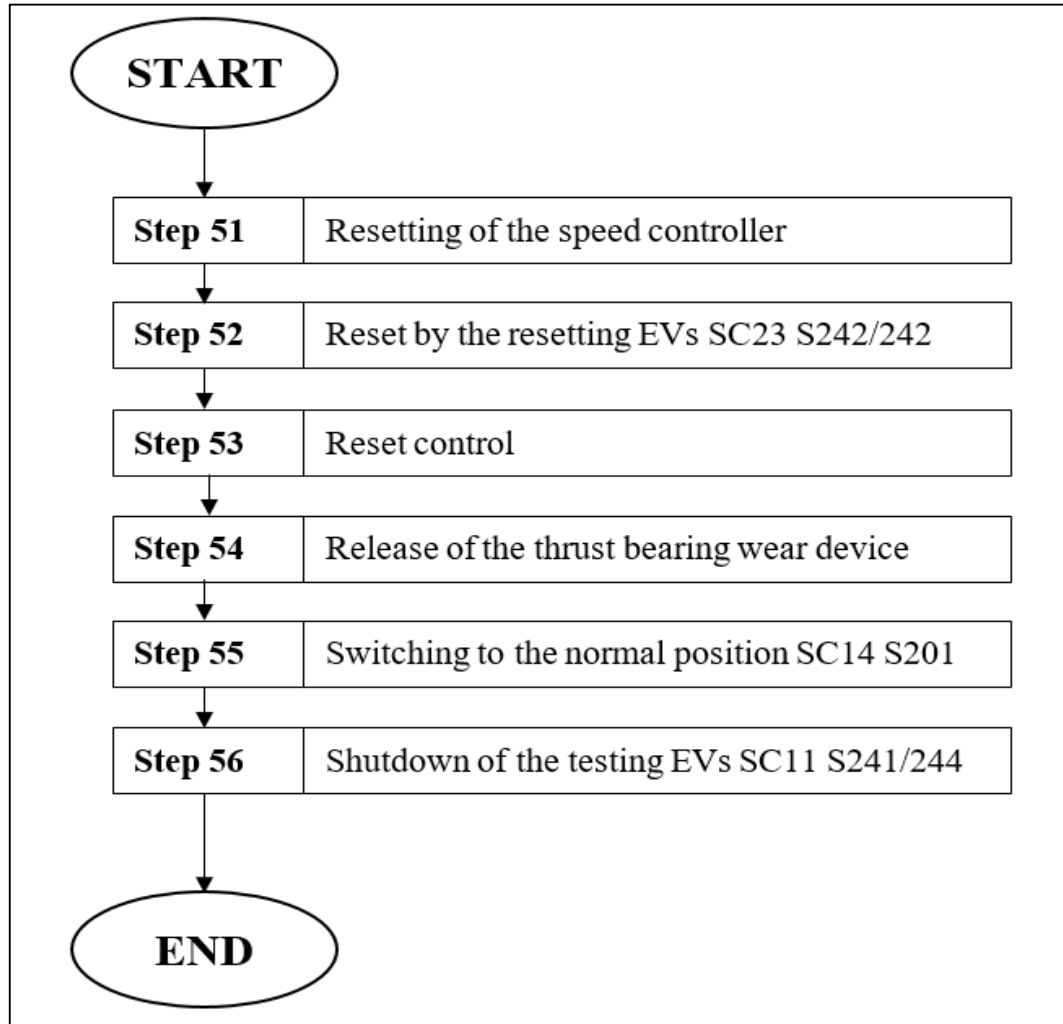 START
Step 51 Resetting of the speed controller
Step 52 Reset by the resetting EVs SC23 S242/242
Step 53 Reset control
Step 54 Release of the thrust bearing wear device
Step 55 Switching to the normal position SC14 S201
Step 56 Shutdown of the testing EVs SC11 S241/244
END